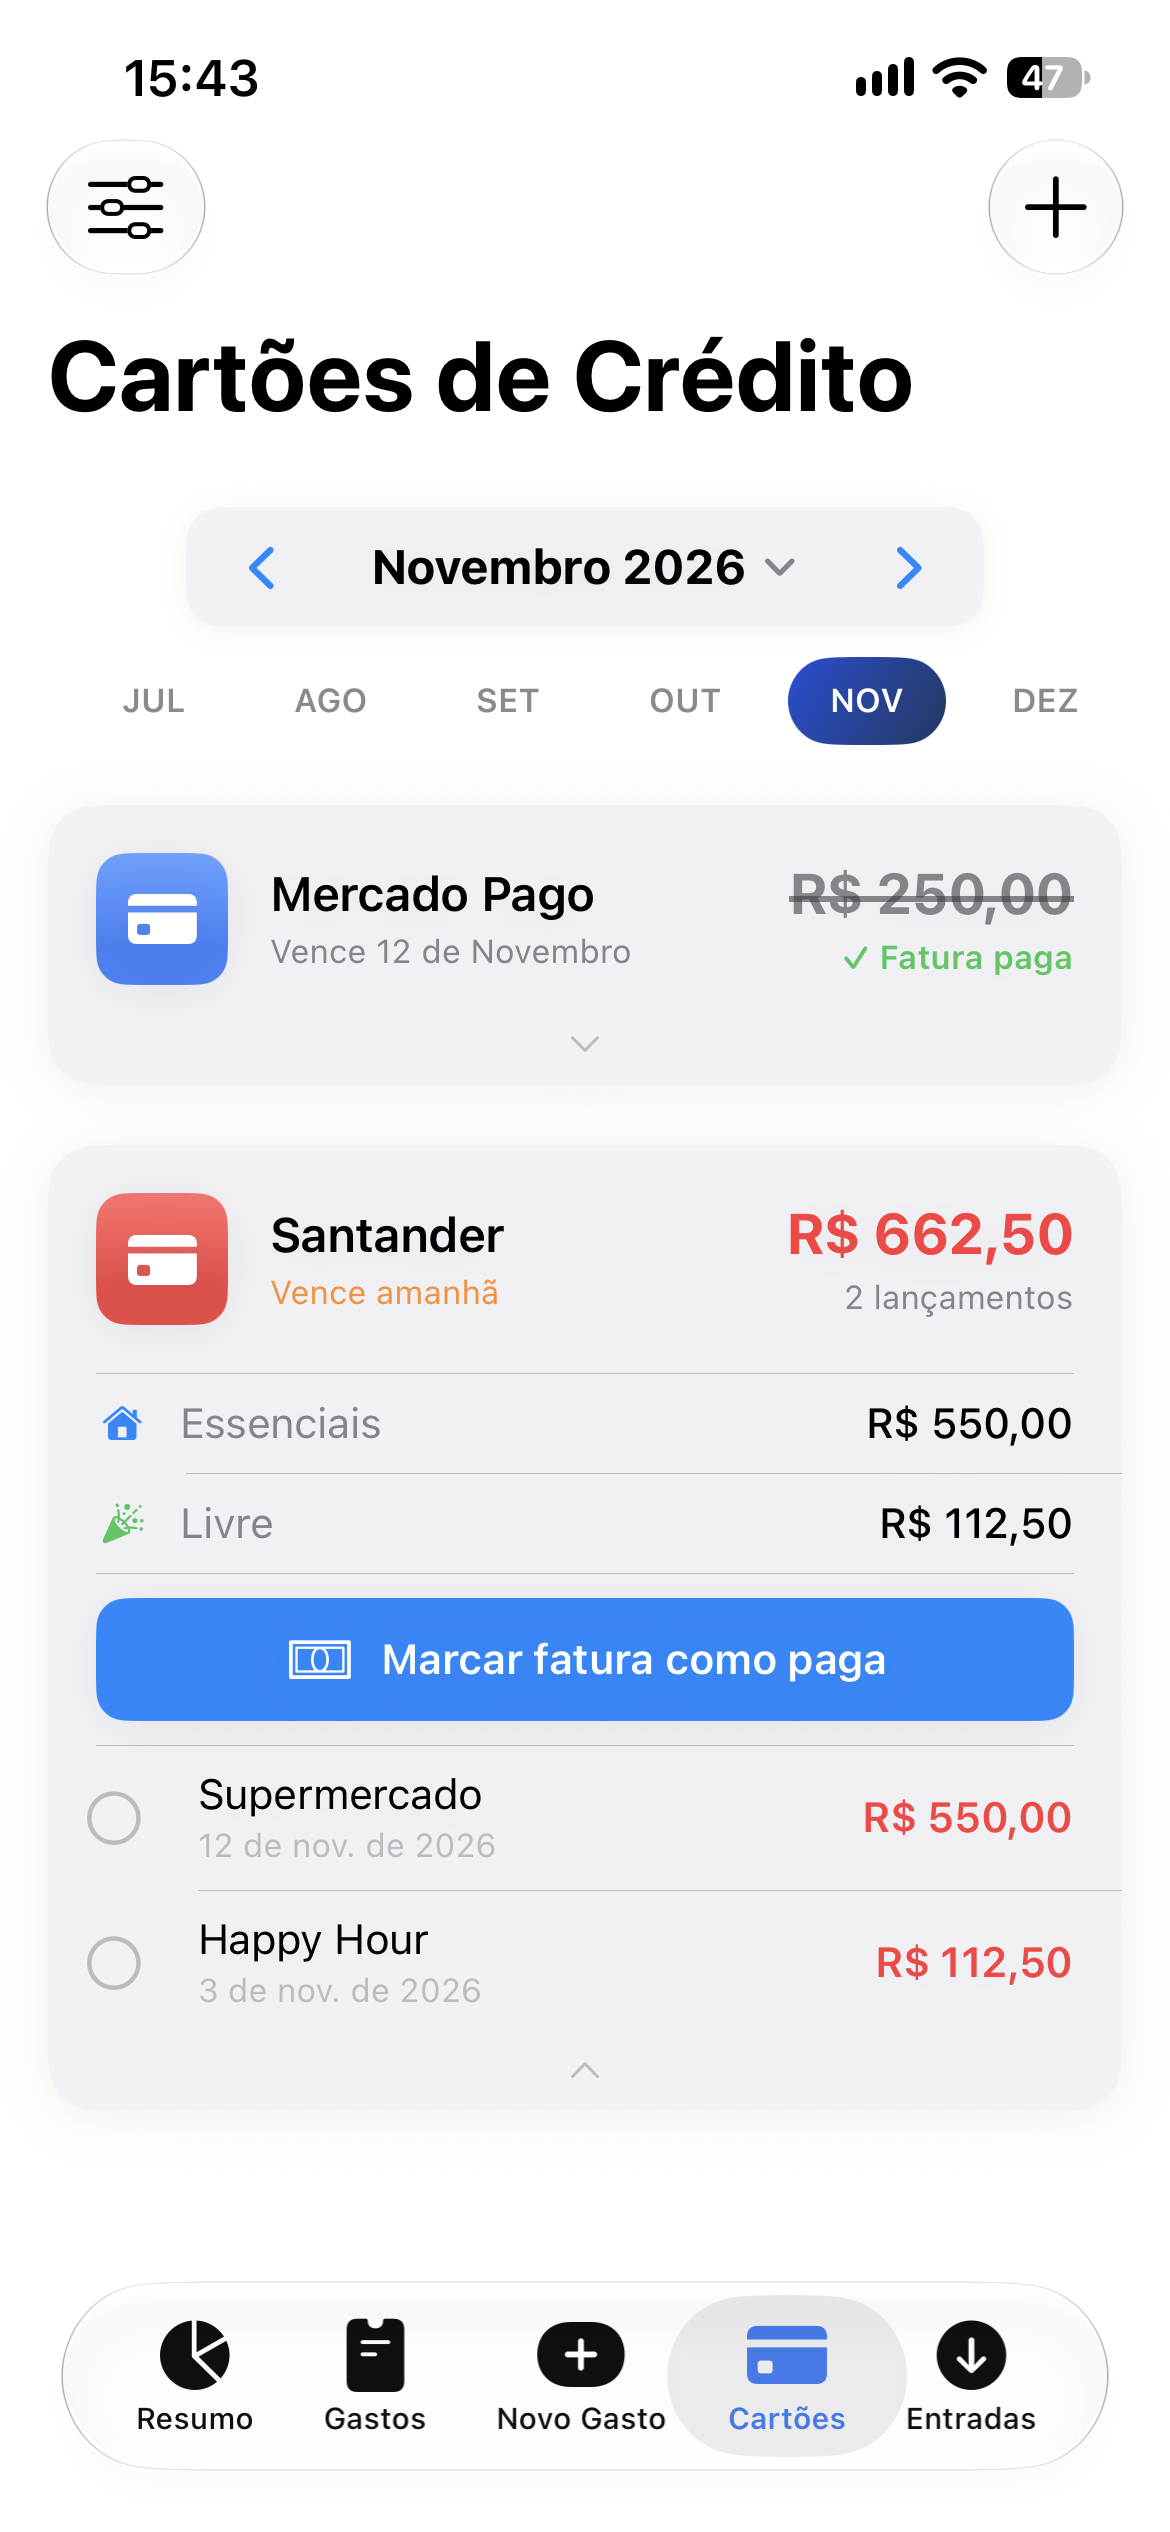 15:43
47
Cartões de Crédito
Novembro 2026
JUL AGO SET OUT NOV DEZ
Mercado Pago
R$ 250,00
Vence 12 de Novembro
Fatura paga
Santander
R$ 662,50
Vence amanhã
2 lançamentos
Essenciais R$ 550,00
Livre R$ 112,50
Marcar fatura como paga
Supermercado
12 de nov. de 2026
R$ 550,00
Happy Hour
3 de nov. de 2026
R$ 112,50
Resumo Gastos Novo Gasto Cartões Entradas